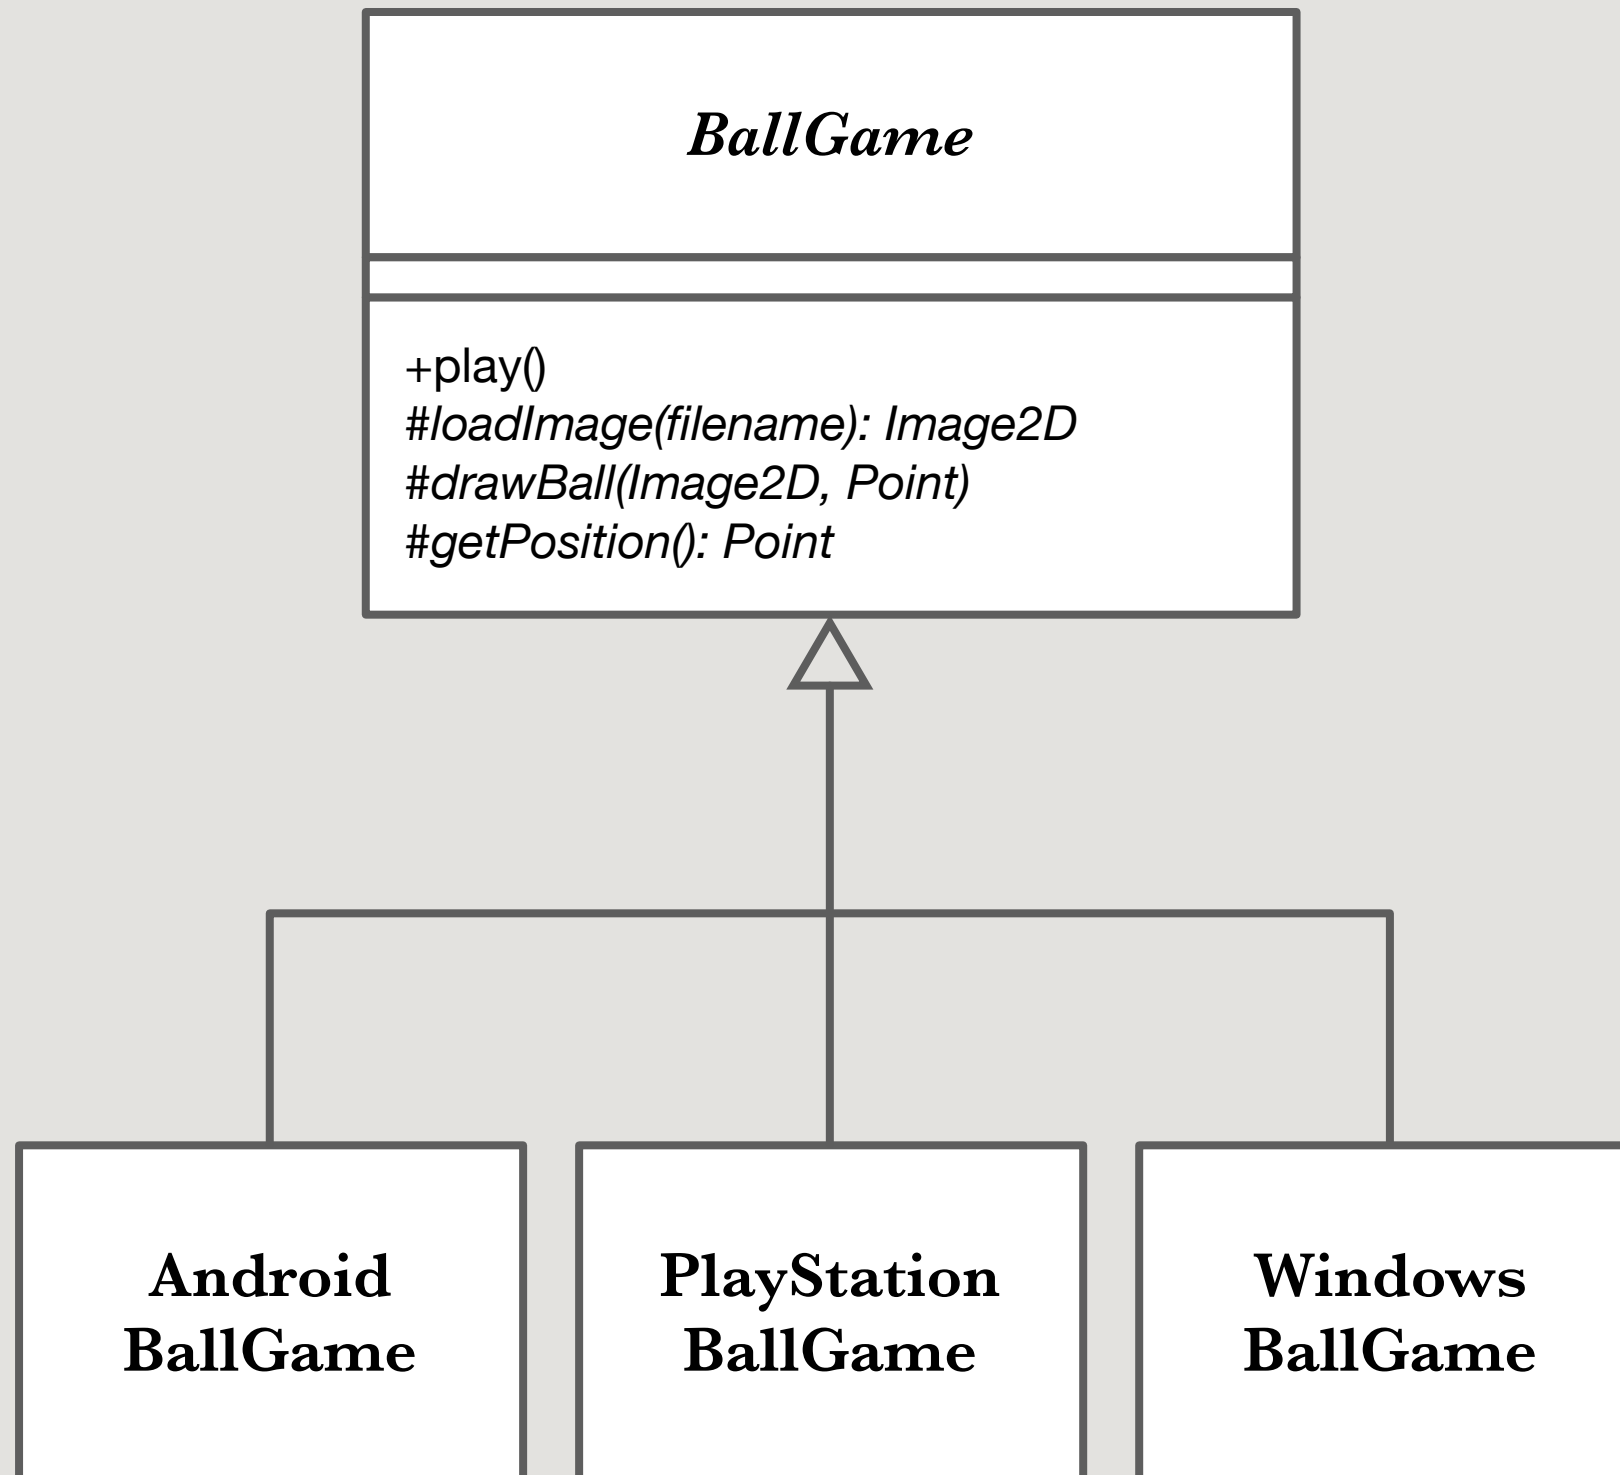 BallGame
+play()
#loadImage(filename): Image2D
#drawBall(Image2D, Point)
#getPosition(): Point
Android
BallGame
PlayStation
BallGame
Windows
BallGame